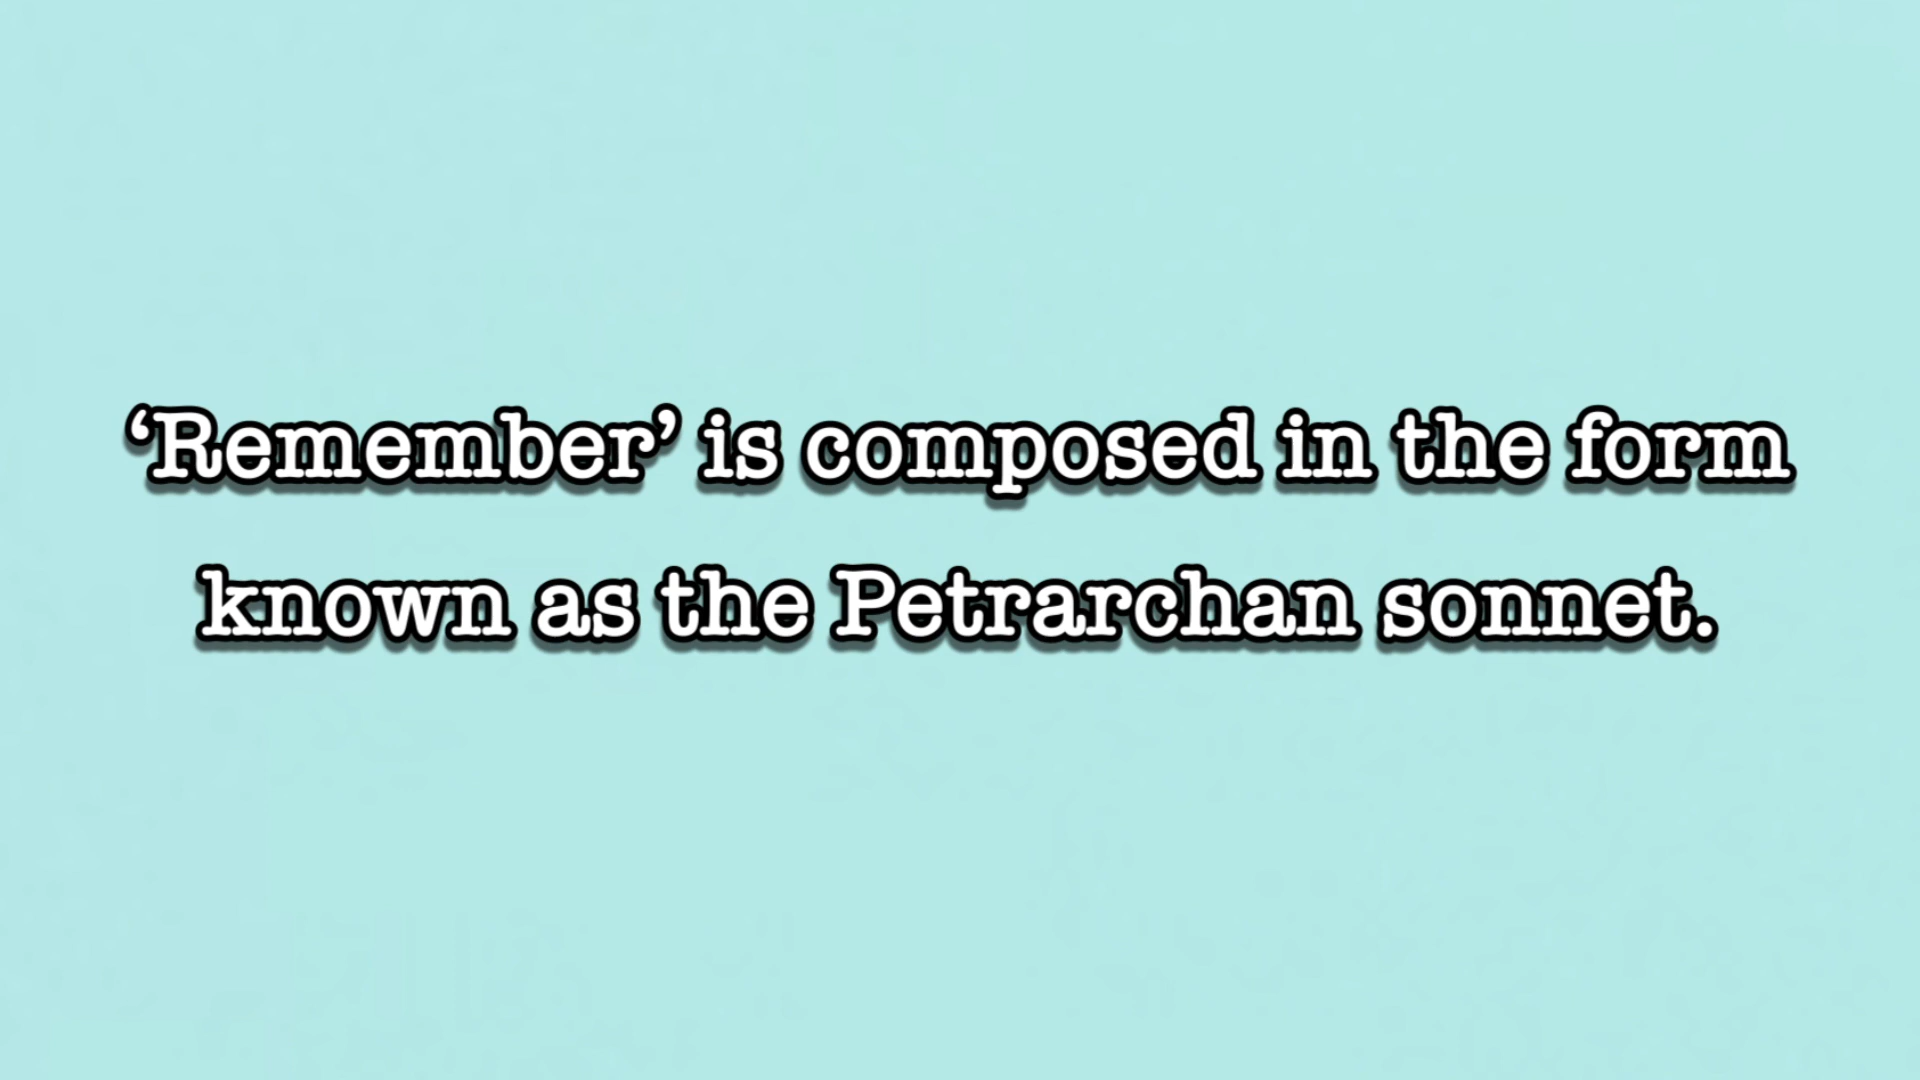 ‘Remember’ is composed in the form
known as the Petrarchan sonnet.